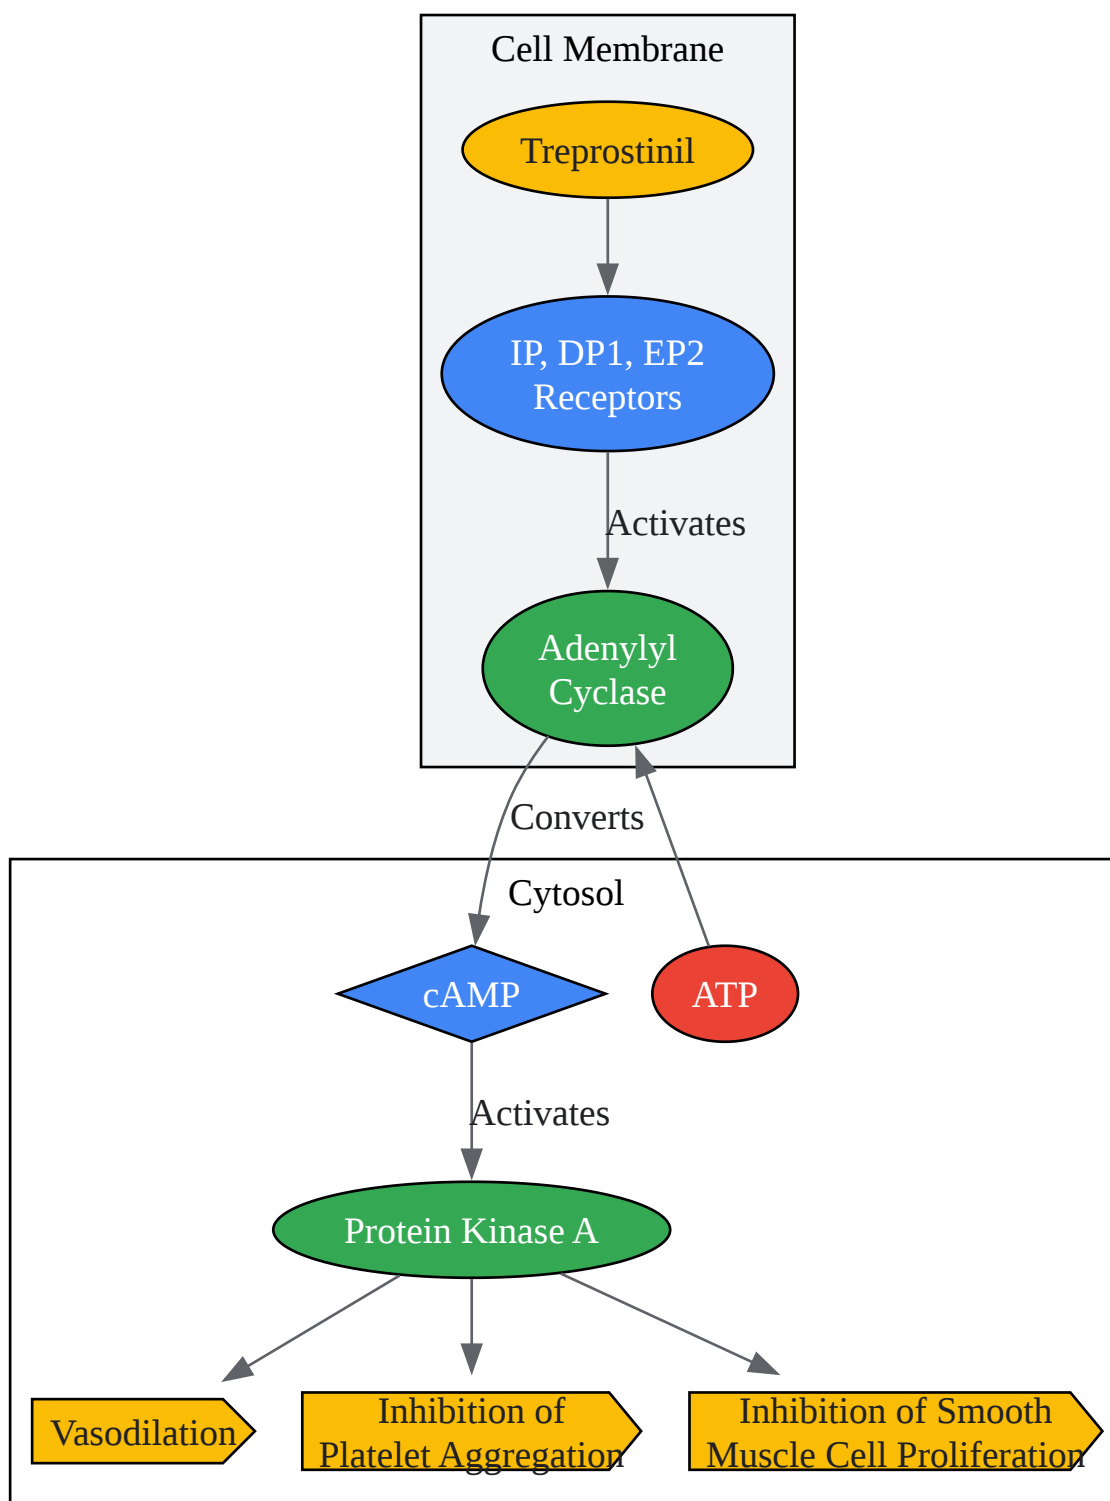 Cell Membrane
Treprostinil
IP, DP1, EP2
Receptors
Activates
Adenylyl
Cyclase
Converts
Cytosol
cAMP
ATP
Activates
Protein Kinase A
Vasodilation
Inhibition of
Platelet Aggregation
Inhibition of Smooth
Muscle Cell Proliferation